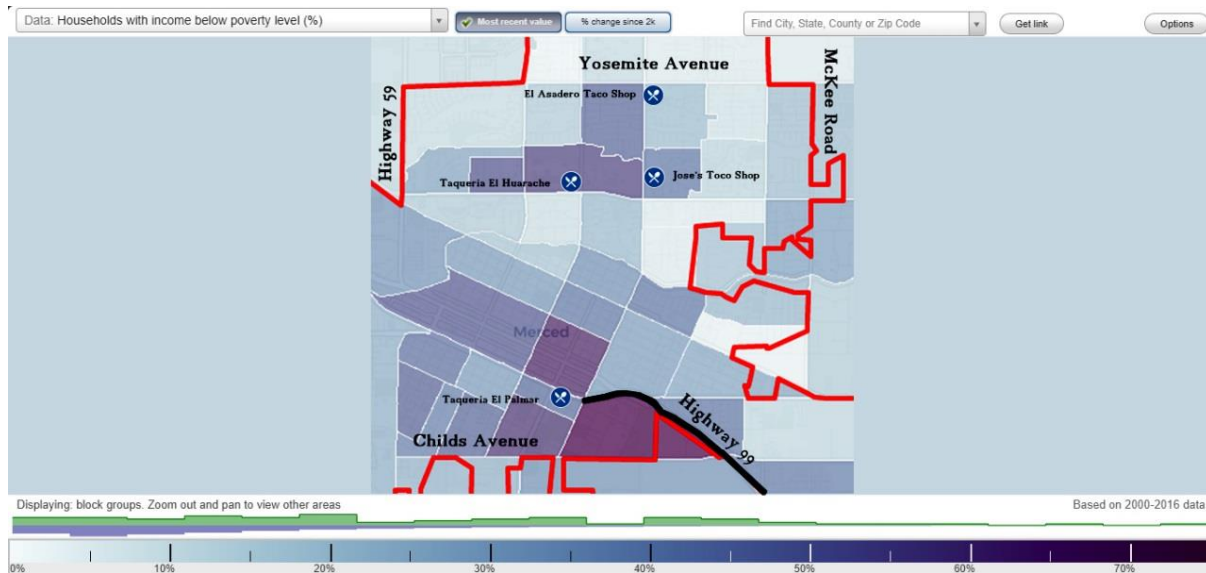 Data: Households with income below poverty level (%)
Most recent value
% change since 2k
Find City, State, County or Zip Code
Get link
Options
Yosemite Avenue
El Asadero Taco Shop
Highway 59
McKee Road
Taqueria El Huarache
Jose's Toco Shop
Merced
Taqueria El Palmar
Highway 99
Childs Avenue
Displaying: block groups. Zoom out and pan to view other areas
Based on 2000-2016 data
0% 10% 20% 30% 40% 50% 60% 70%